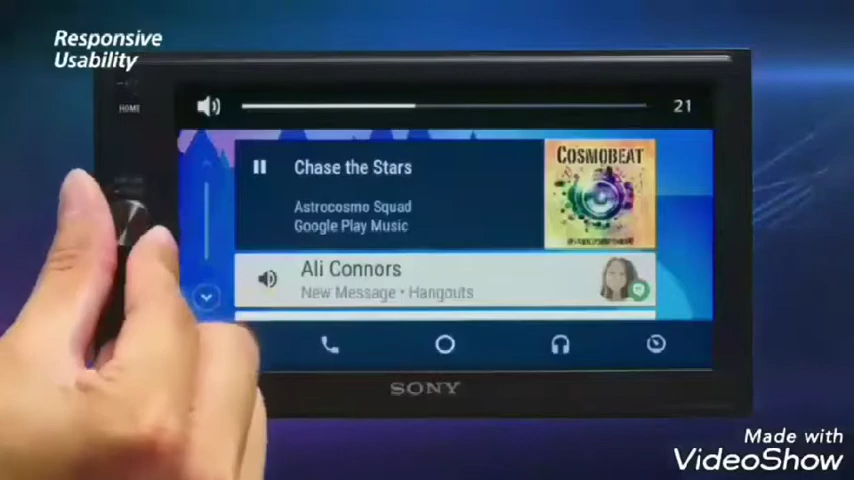 Responsive
Usability
HOME
21
Chase the Stars
COSMOBEAT
Astrocosmo Squad
Google Play Music
Ali Connors
New Message • Hangouts
SONY
Made with
VideoShow